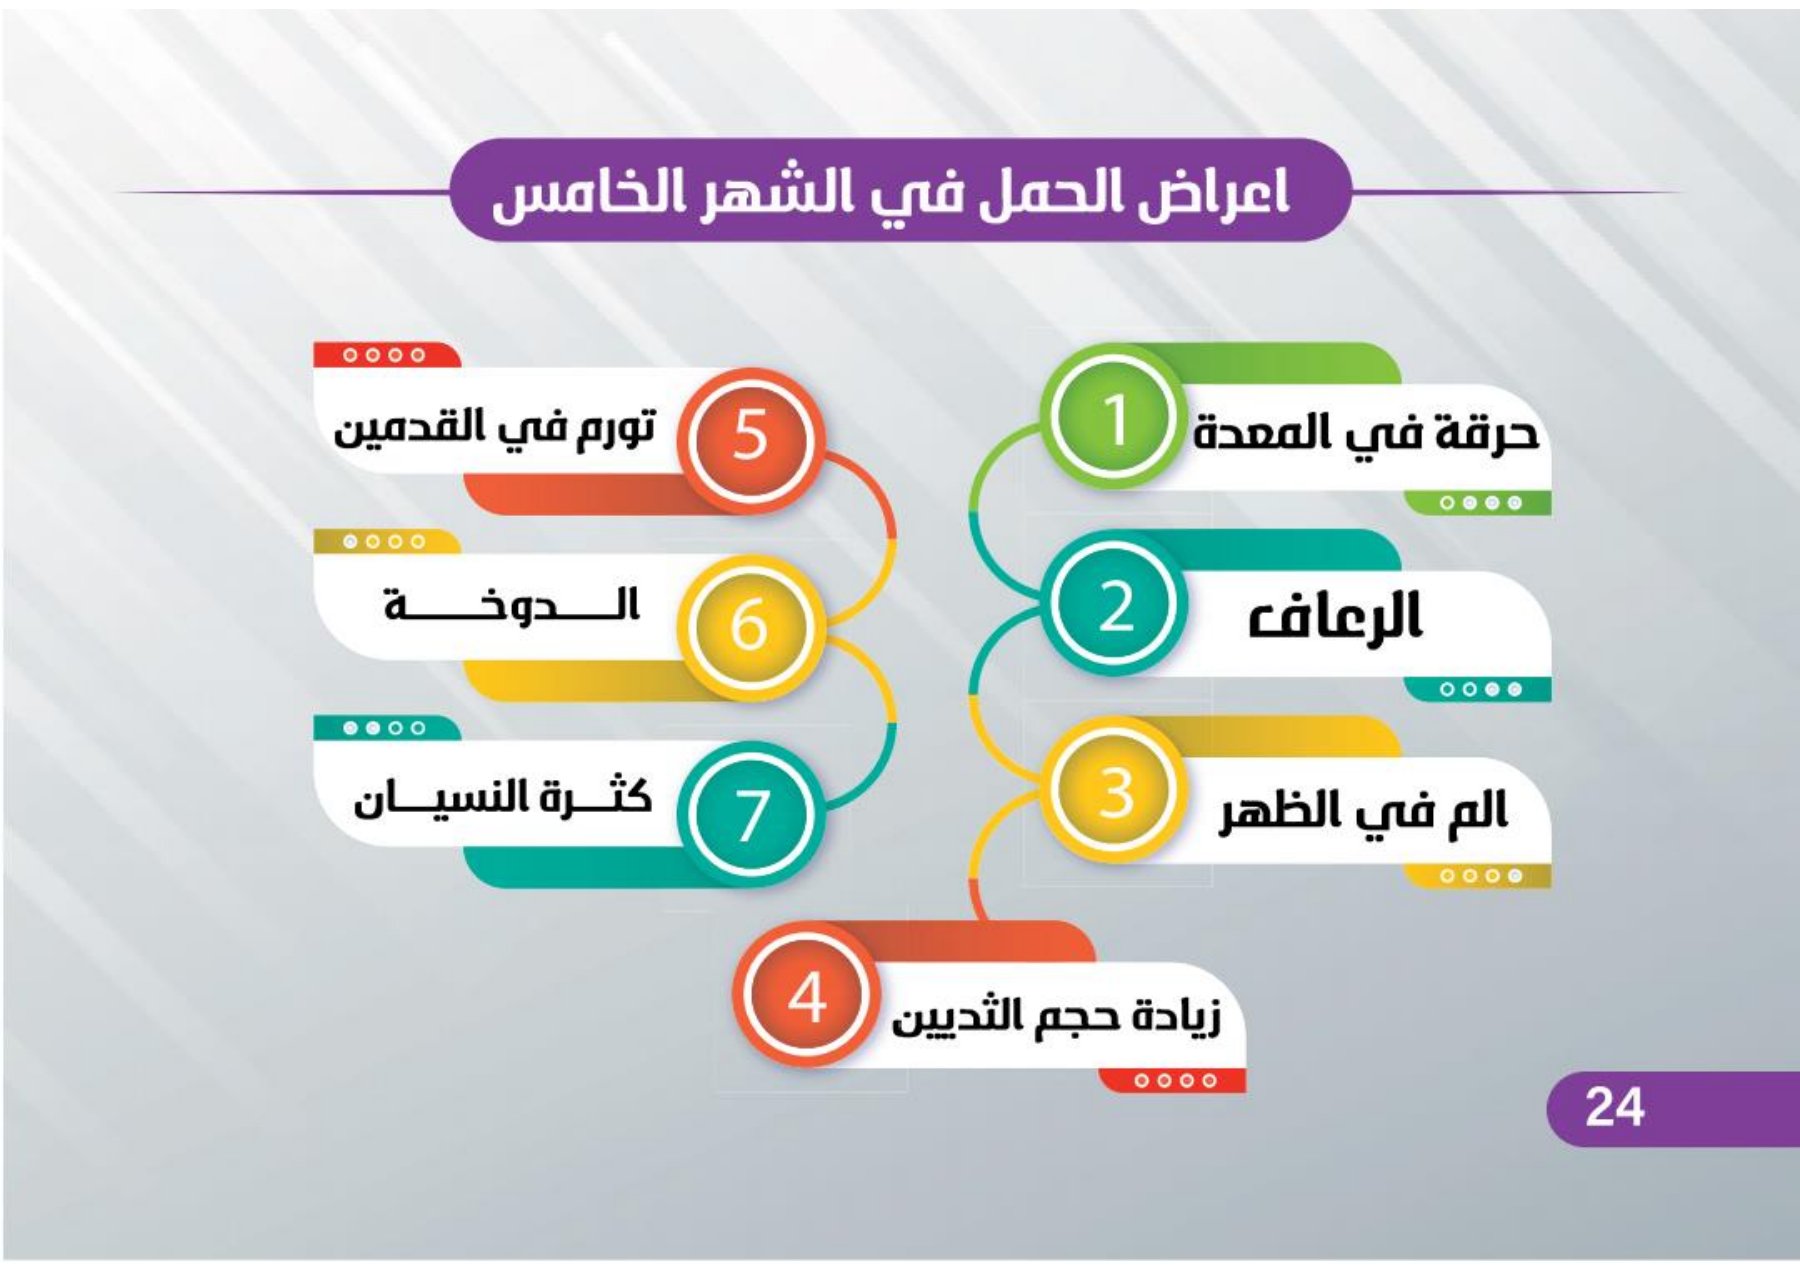 اعراض الحمل في الشهر الخامس
1
حرقة في المعدة
2
الرعاف
3
الم في الظهر
4
زيادة حجم الثديين
5
تورم في القدمين
6
الـــدوخــــة
7
كثـــرة النسيـــان
24